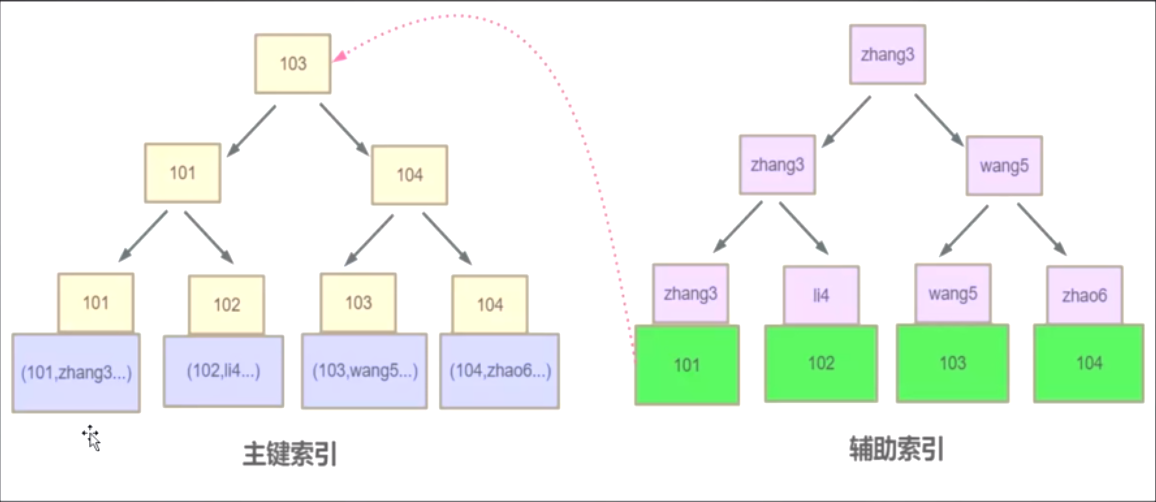 103
101
104
101
102
103
104
(101,zhang3...)
(102,li4...)
(103,wang5...)
(104,zhao6...)
主键索引
zhang3
zhang3
wang5
zhang3
li4
wang5
zhao6
101
102
103
104
辅助索引